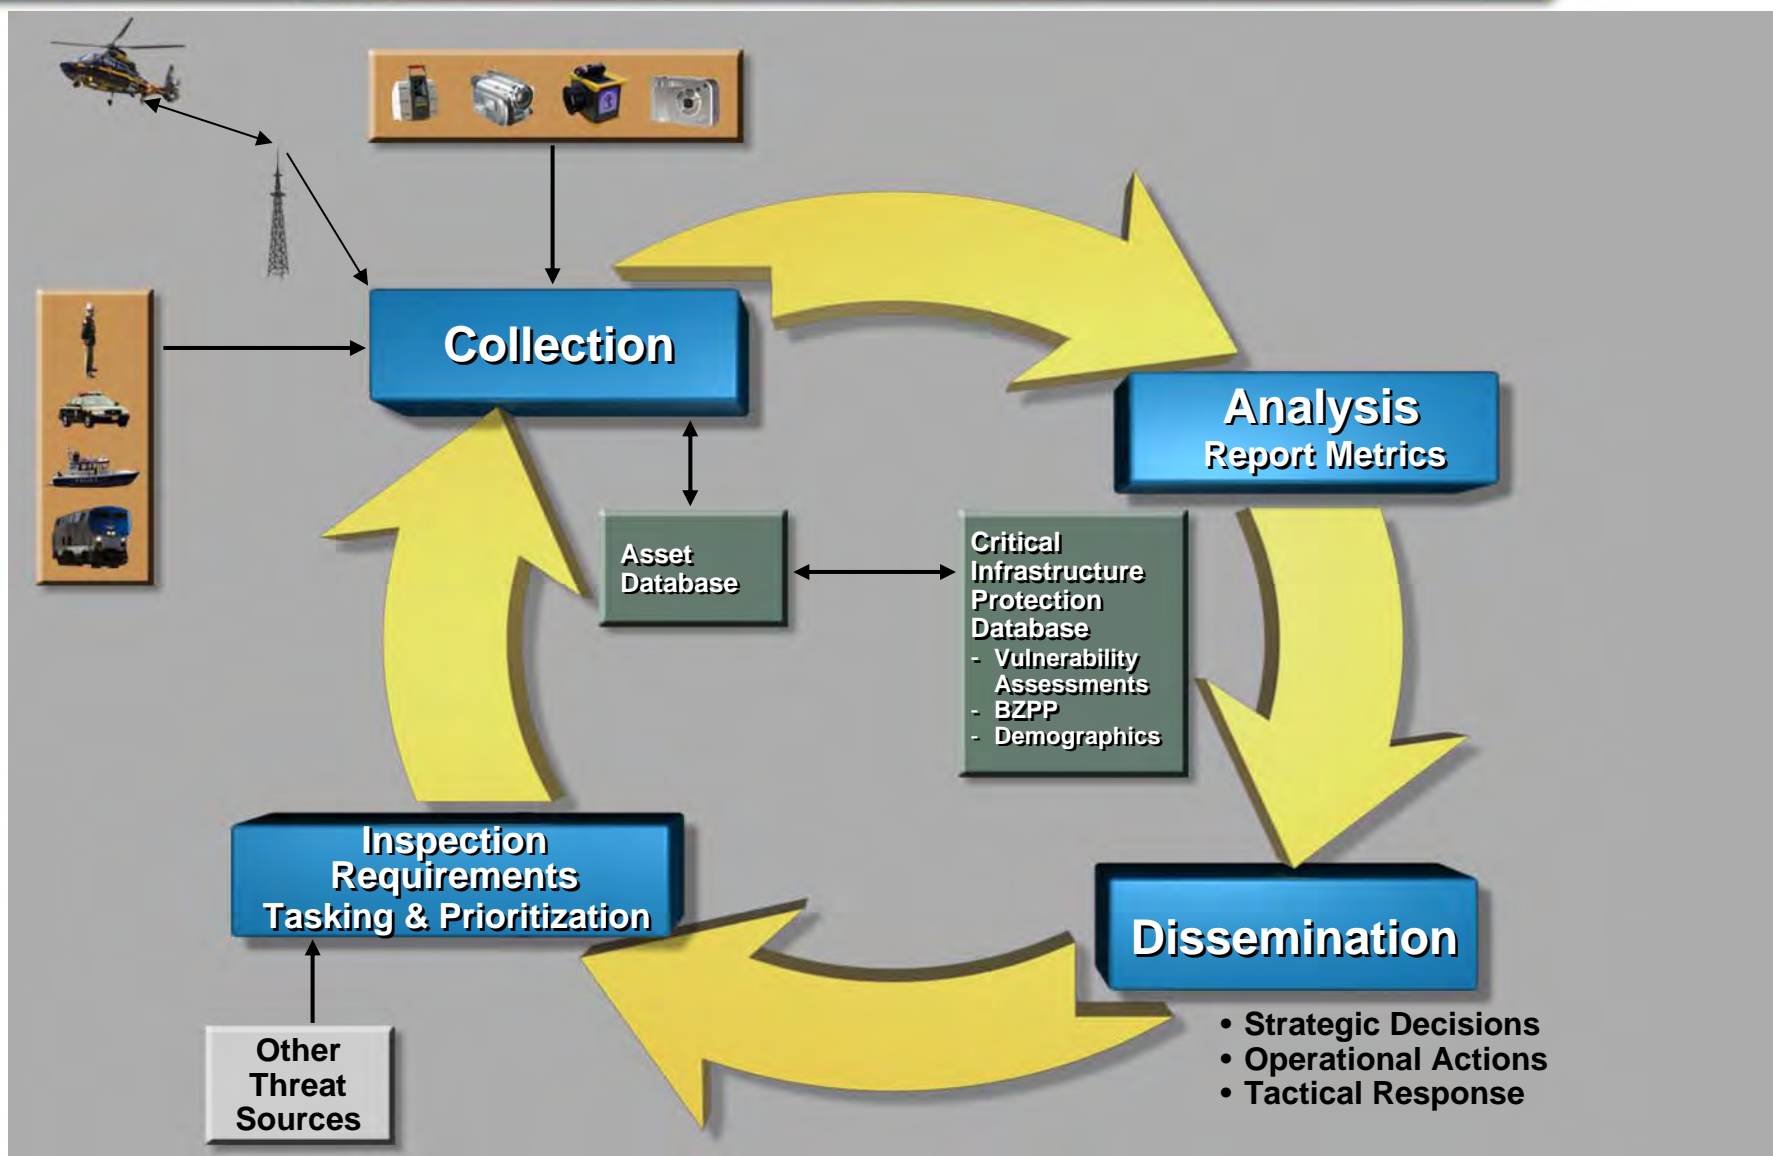 Collection
Analysis
Report Metrics
Asset
Database
Critical
Infrastructure
Protection
Database
- Vulnerability
Assessments
- BZPP
- Demographics
Inspection
Requirements
Tasking & Prioritization
Dissemination
• Strategic Decisions
• Operational Actions
• Tactical Response
Other
Threat
Sources